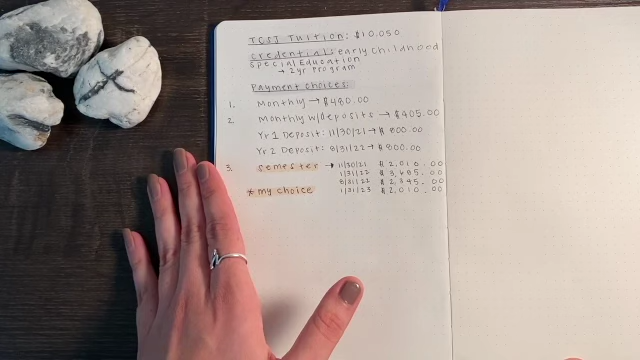 TCSJ Tuition: $10,050
credentials early childhood
special Education
→ 2yr Program
Payment choices:
1. Monthly → $480.00
2. Monthly w/Deposits → $405.00
Yr 1 Deposit: 11/30/21 → $800.00
Yr 2 Deposit: 8/31/22 → $800.00
3. semester → 11/30/21 $2,010.00
1/31/22 $3,485.00
8/31/22 $2,345.00
* my choice 1/31/23 $2,010.00